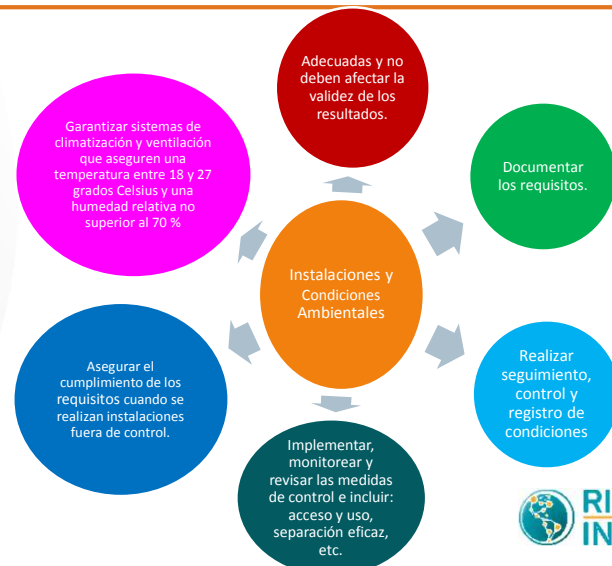 Adecuadas y no
deben afectar la
validez de los
resultados.
Garantizar sistemas de
climatización y ventilación
que aseguren una
temperatura entre 18 y 27
grados Celsius y una
humedad relativa no
superior al 70 %
Documentar
los requisitos.
Instalaciones y
Condiciones
Ambientales
Asegurar el
cumplimiento de los
requisitos cuando se
realizan instalaciones
fuera de control.
Realizar
seguimiento,
control y
registro de
condiciones
Implementar,
monitorear y
revisar las medidas
de control e incluir:
acceso y uso,
separación eficaz,
etc.
RI
IN